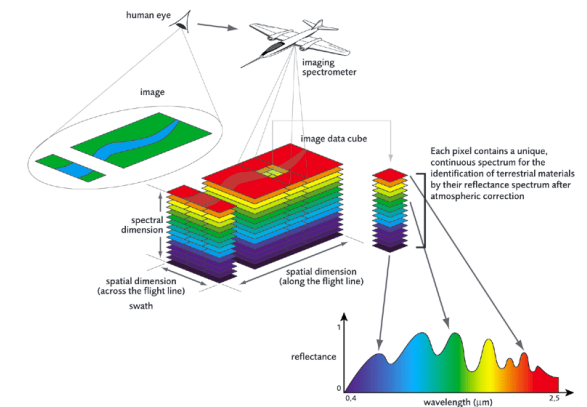 human eye
imaging
spectrometer
image
image data cube
Each pixel contains a unique,
continuous spectrum for the
identification of terrestrial materials
by their reflectance spectrum after
atmospheric correction
spectral
dimension
spatial dimension
(across the flight line)
swath
spatial dimension
(along the flight line)
1
reflectance
0
0,4
wavelength (μm)
2,5